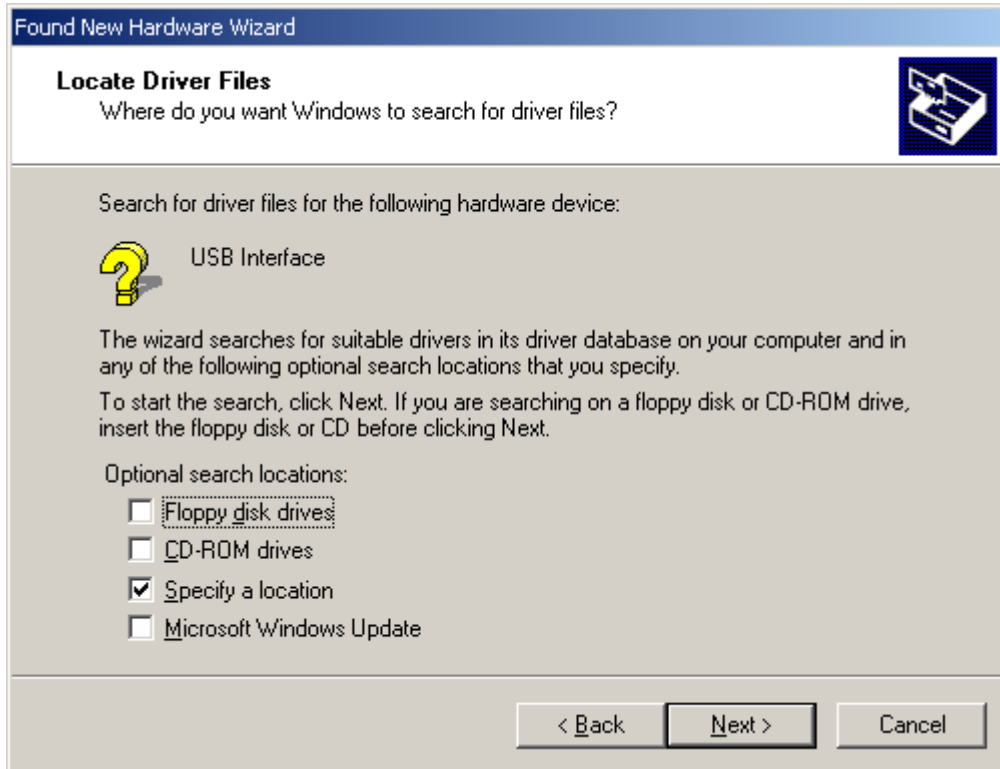 Found New Hardware Wizard
Locate Driver Files
Where do you want Windows to search for driver files?
Search for driver files for the following hardware device:
USB Interface
The wizard searches for suitable drivers in its driver database on your computer and in
any of the following optional search locations that you specify.
To start the search, click Next. If you are searching on a floppy disk or CD-ROM drive,
insert the floppy disk or CD before clicking Next.
Optional search locations:
Floppy disk drives
CD-ROM drives
Specify a location
Microsoft Windows Update
< Back Next > Cancel